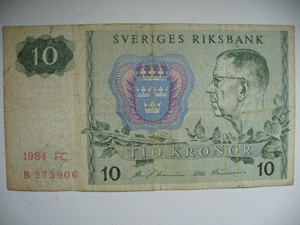 10
SVERIGES RIKSBANK
1984 FC
B 275906
TIO KRONOR
10
10